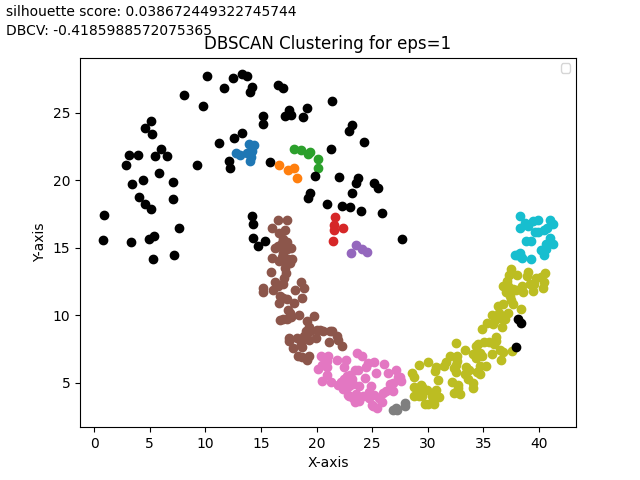 silhouette score: 0.038672449322745744
DBCV: -0.4185988572075365
DBSCAN Clustering for eps=1
25
20
15
10
5
Y-axis
0 5 10 15 20 25 30 35 40
X-axis